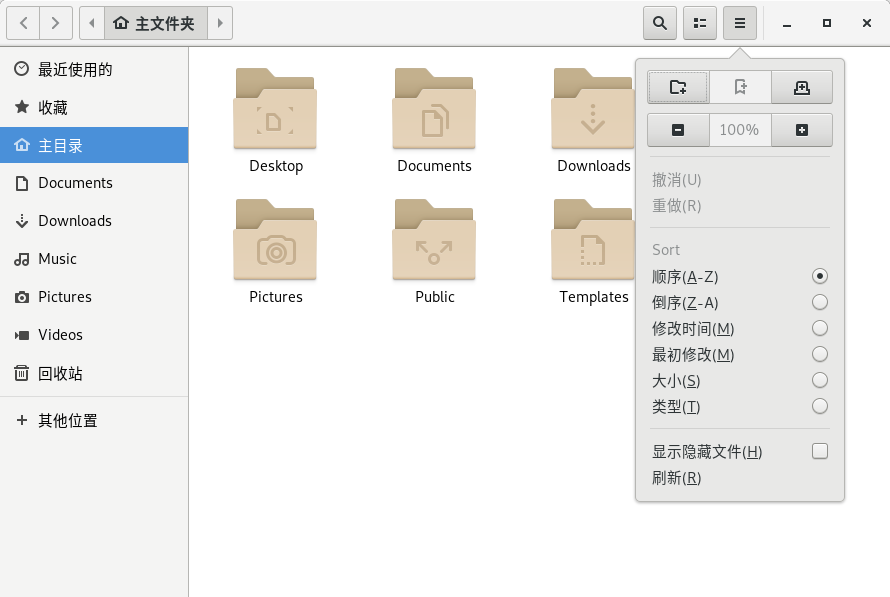 主文件夹
最近使用的
收藏
主目录
Documents
Downloads
Music
Pictures
Videos
回收站
其他位置
Desktop
Documents
Downloads
Pictures
Public
Templates
100%
撤消(U)
重做(R)
Sort
顺序(A-Z)
倒序(Z-A)
修改时间(M)
最初修改(M)
大小(S)
类型(T)
显示隐藏文件(H)
刷新(R)